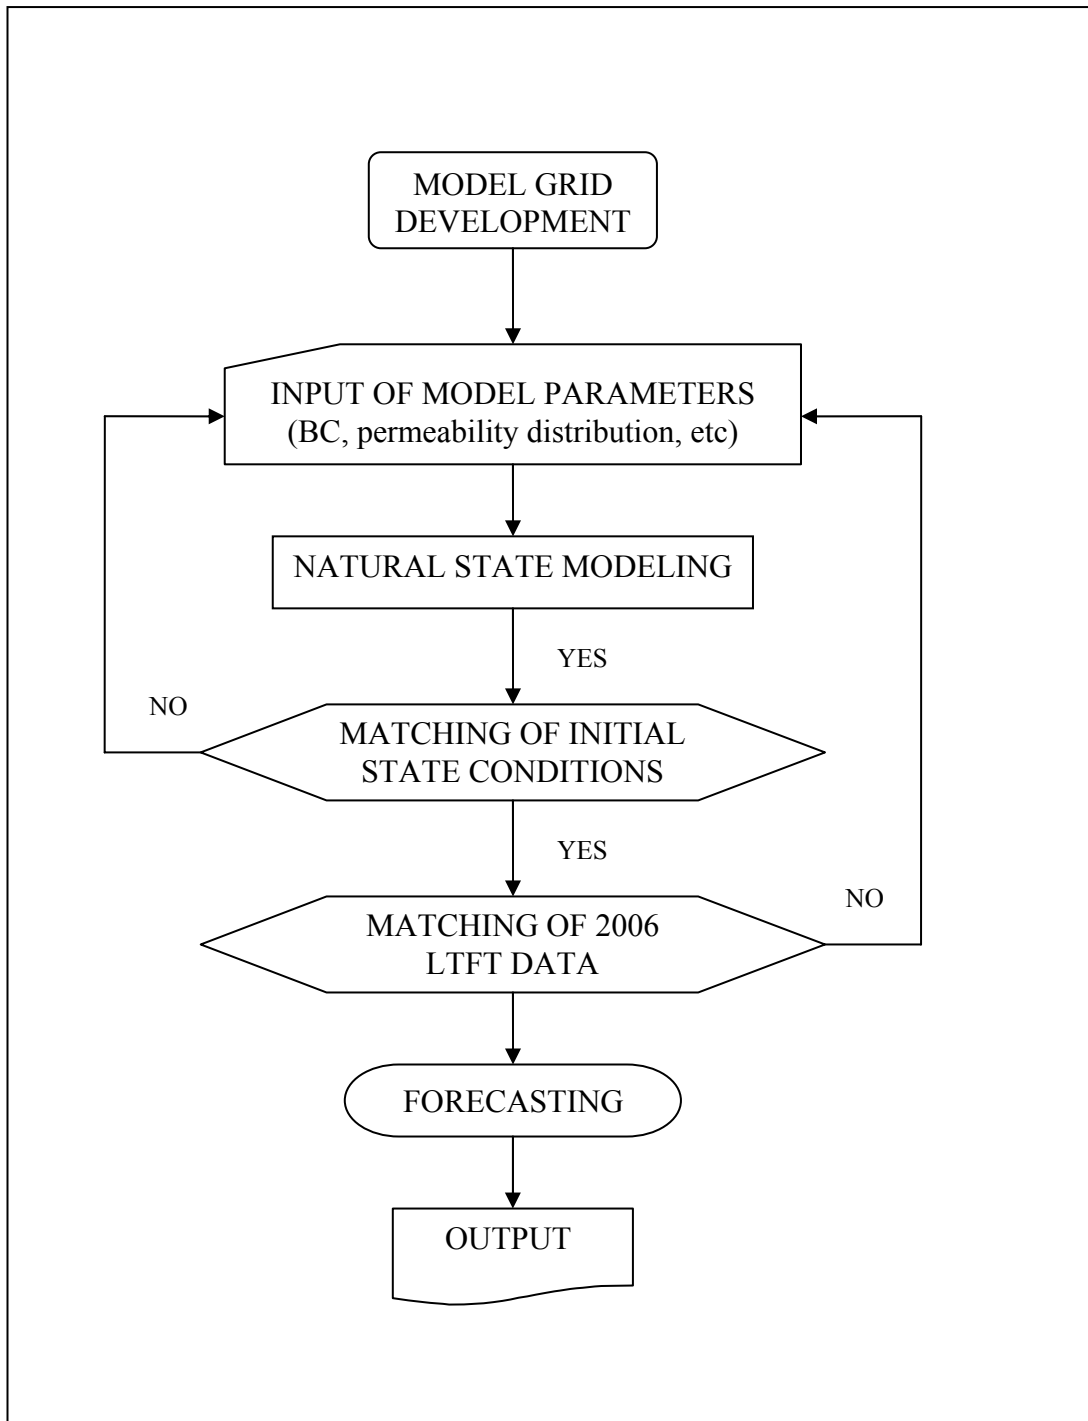 MODEL GRID
DEVELOPMENT
INPUT OF MODEL PARAMETERS
(BC, permeability distribution, etc)
NATURAL STATE MODELING
YES
NO
MATCHING OF INITIAL
STATE CONDITIONS
YES
NO
MATCHING OF 2006
LTFT DATA
FORECASTING
OUTPUT